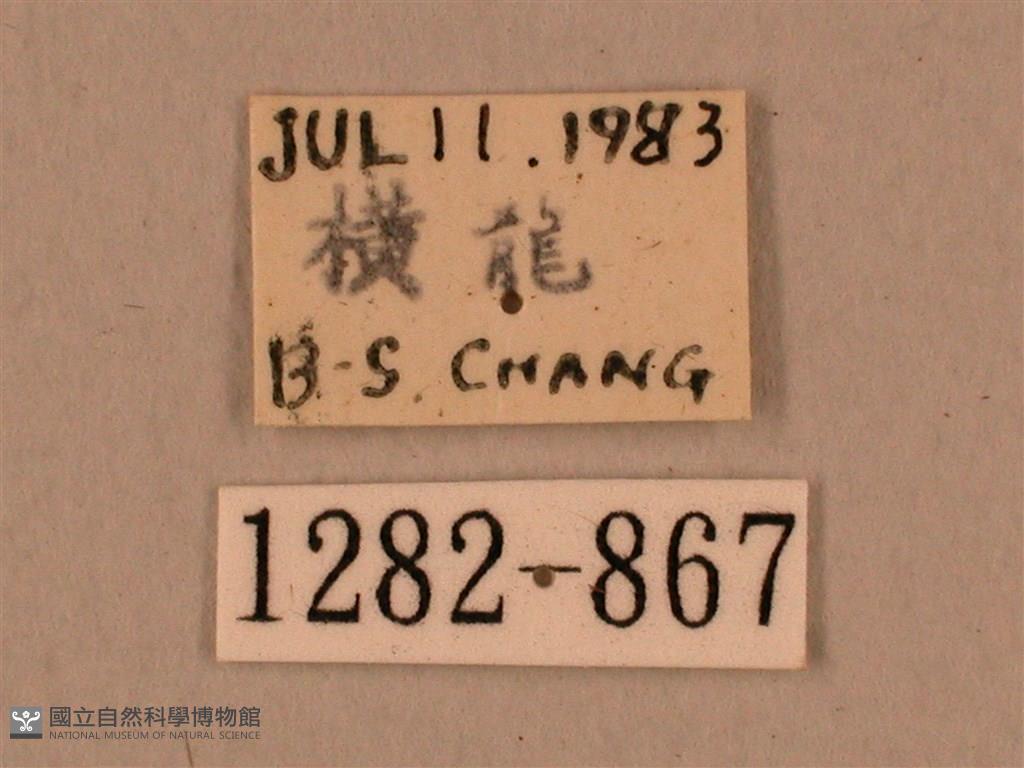 JUL 11.1983
橫龍
B-S. CHANG
1282-867
國立自然科學博物館
NATIONAL MUSEUM OF NATURAL SCIENCE